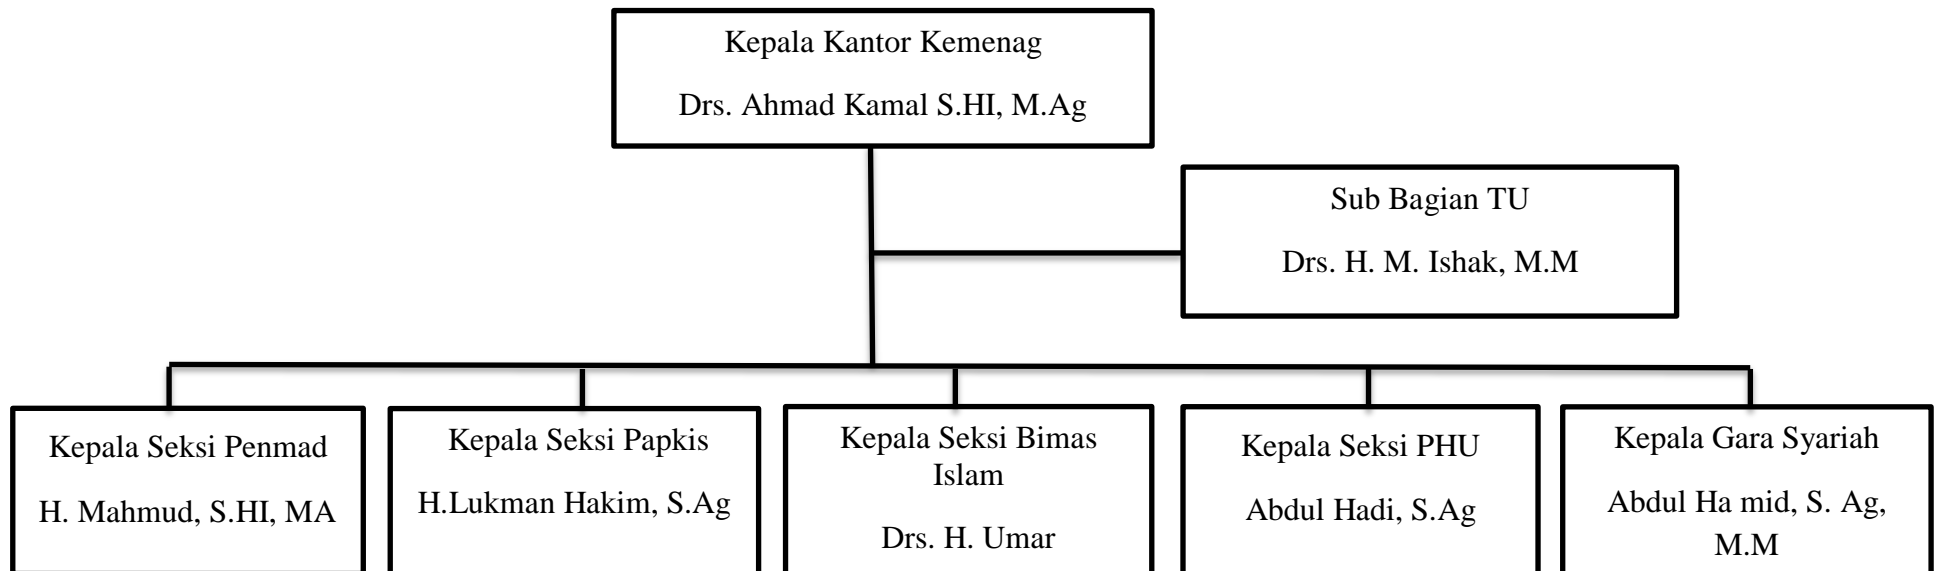 Kepala Kantor Kemenag
Drs. Ahmad Kamal S.HI, M.Ag
Sub Bagian TU
Drs. H. M. Ishak, M.M
Kepala Seksi Penmad
H. Mahmud, S.HI, MA
Kepala Seksi Papkis
H.Lukman Hakim, S.Ag
Kepala Seksi Bimas
Islam
Drs. H. Umar
Kepala Seksi PHU
Abdul Hadi, S.Ag
Kepala Gara Syariah
Abdul Ha mid, S. Ag,
M.M